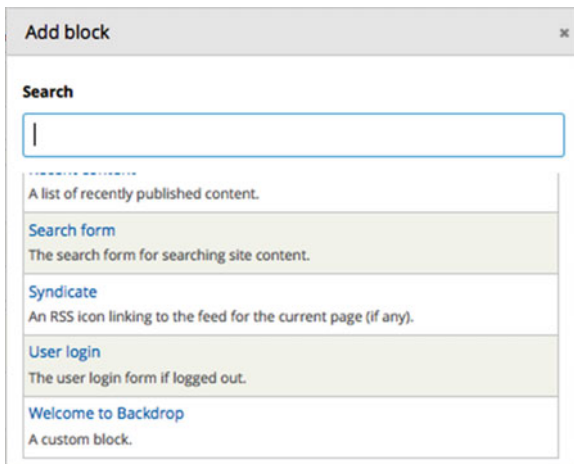 Add block
×
Search
A list of recently published content.
Search form
The search form for searching site content.
Syndicate
An RSS icon linking to the feed for the current page (if any).
User login
The user login form if logged out.
Welcome to Backdrop
A custom block.